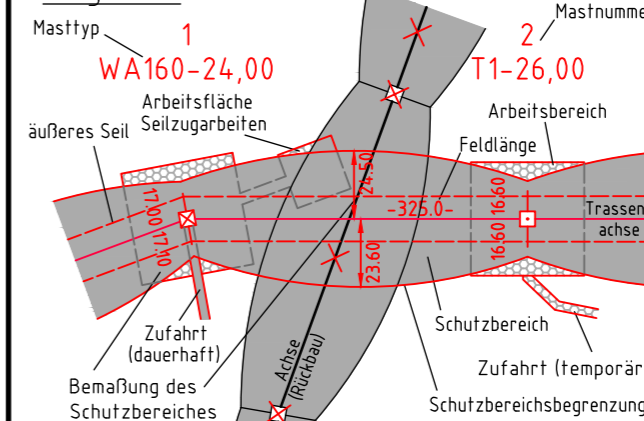 Masttyp
1
WA160-24,00
Mastnumme
2
T1-26,00
Arbeitsfläche
Seilzugarbeiten
äußeres Seil
Arbeitsbereich
Feldlänge
24.50
17.00
17.10
-325.0-
16.60
16.60
Trassen
achse
23.60
Zufahrt
(dauerhaft)
Achse
(Rückbau)
Schutzbereich
Zufahrt (temporär
Bemaßung des
Schutzbereiches
Schutzbereichsbegrenzung